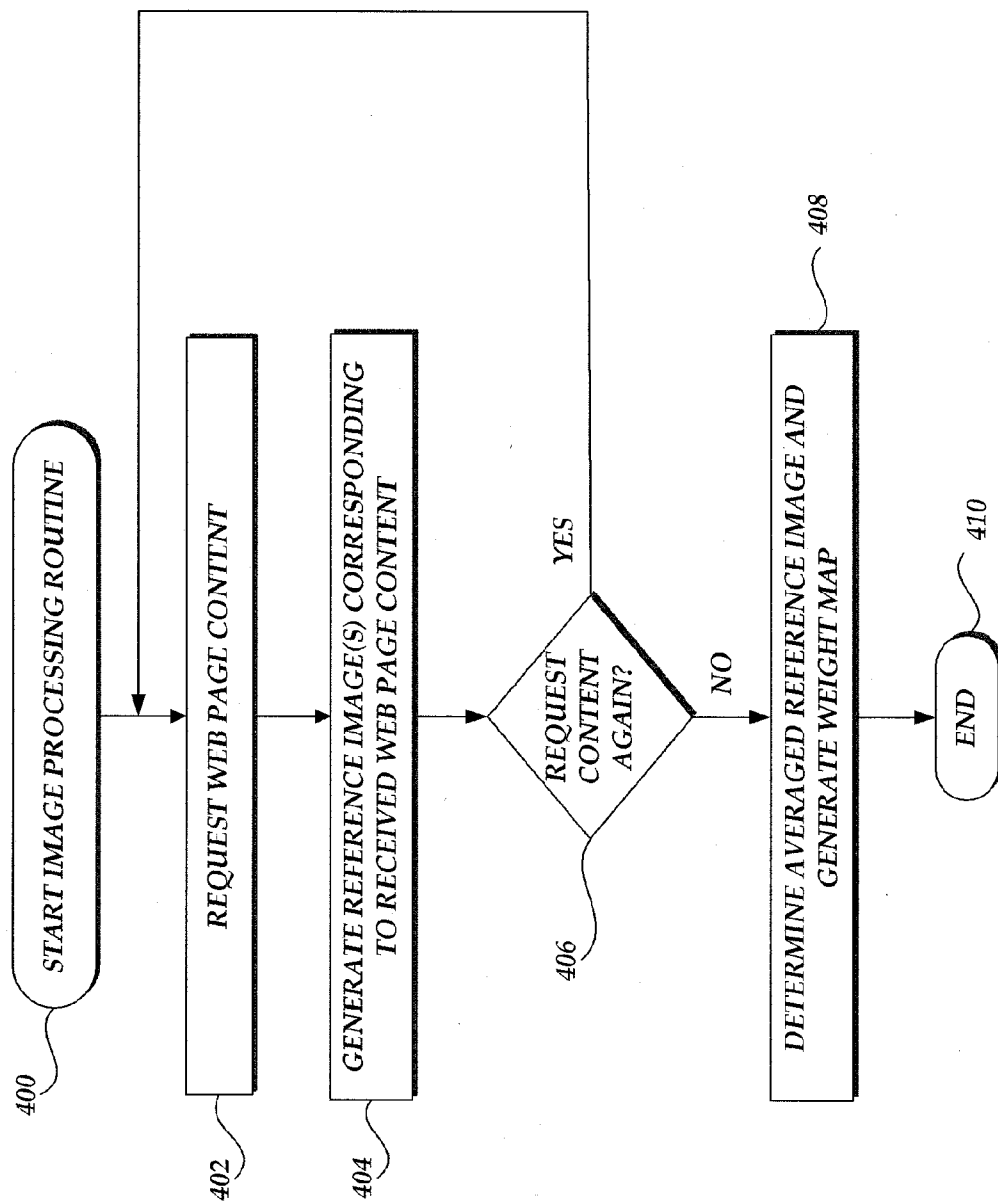 400
START IMAGE PROCESSING ROUTINE
402
REQUEST WEB PAGE CONTENT
404
GENERATE REFERENCE IMAGE(S) CORRESPONDING
TO RECEIVED WEB PAGE CONTENT
406
REQUEST
CONTENT
AGAIN?
YES
NO
408
DETERMINE AVERAGED REFERENCE IMAGE AND
GENERATE WEIGHT MAP
410
END